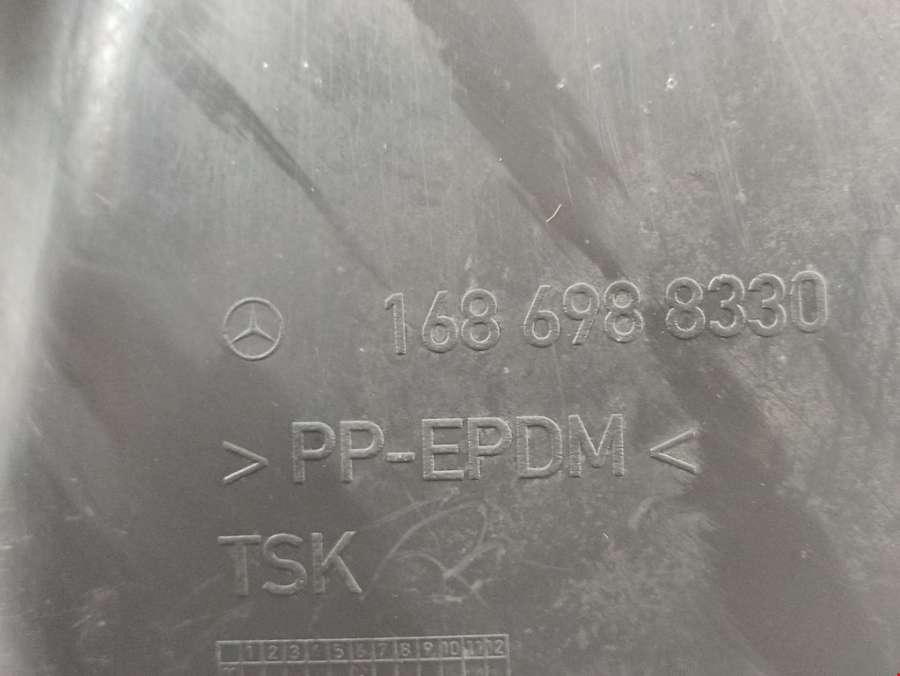 168 698 8330
> PP-EPDM <
TSK
1 2 3 4 5 6 7 8 9 10 11 12